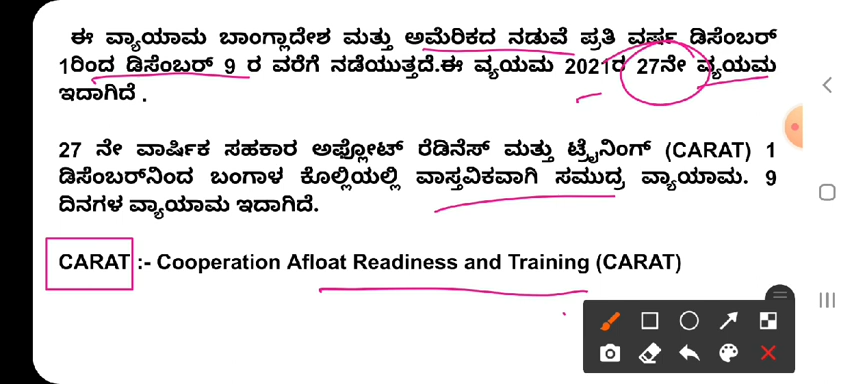 ಈ ವ್ಯಾಯಾಮ ಬಾಂಗ್ಲಾದೇಶ ಮತ್ತು ಅಮೆರಿಕದ ನಡುವೆ ಪ್ರತಿ ವರ್ಷ ಡಿಸೆಂಬರ್
1ರಿಂದ ಡಿಸೆಂಬರ್ 9 ರ ವರೆಗೆ ನಡೆಯುತ್ತದೆ.ಈ ವ್ಯಯಮ 2021ರ 27ನೇ ವ್ಯಯಮ
ಇದಾಗಿದೆ .
27 ನೇ ವಾರ್ಷಿಕ ಸಹಕಾರ ಅಫ್ಲೋಟ್ ರೆಡಿನೆಸ್ ಮತ್ತು ಟ್ರೈನಿಂಗ್ (CARAT) 1
ಡಿಸೆಂಬರ್‌ನಿಂದ ಬಂಗಾಳ ಕೊಲ್ಲಿಯಲ್ಲಿ ವಾಸ್ತವಿಕವಾಗಿ ಸಮುದ್ರ ವ್ಯಾಯಾಮ. 9
ದಿನಗಳ ವ್ಯಾಯಾಮ ಇದಾಗಿದೆ.
CARAT :- Cooperation Afloat Readiness and Training (CARAT)